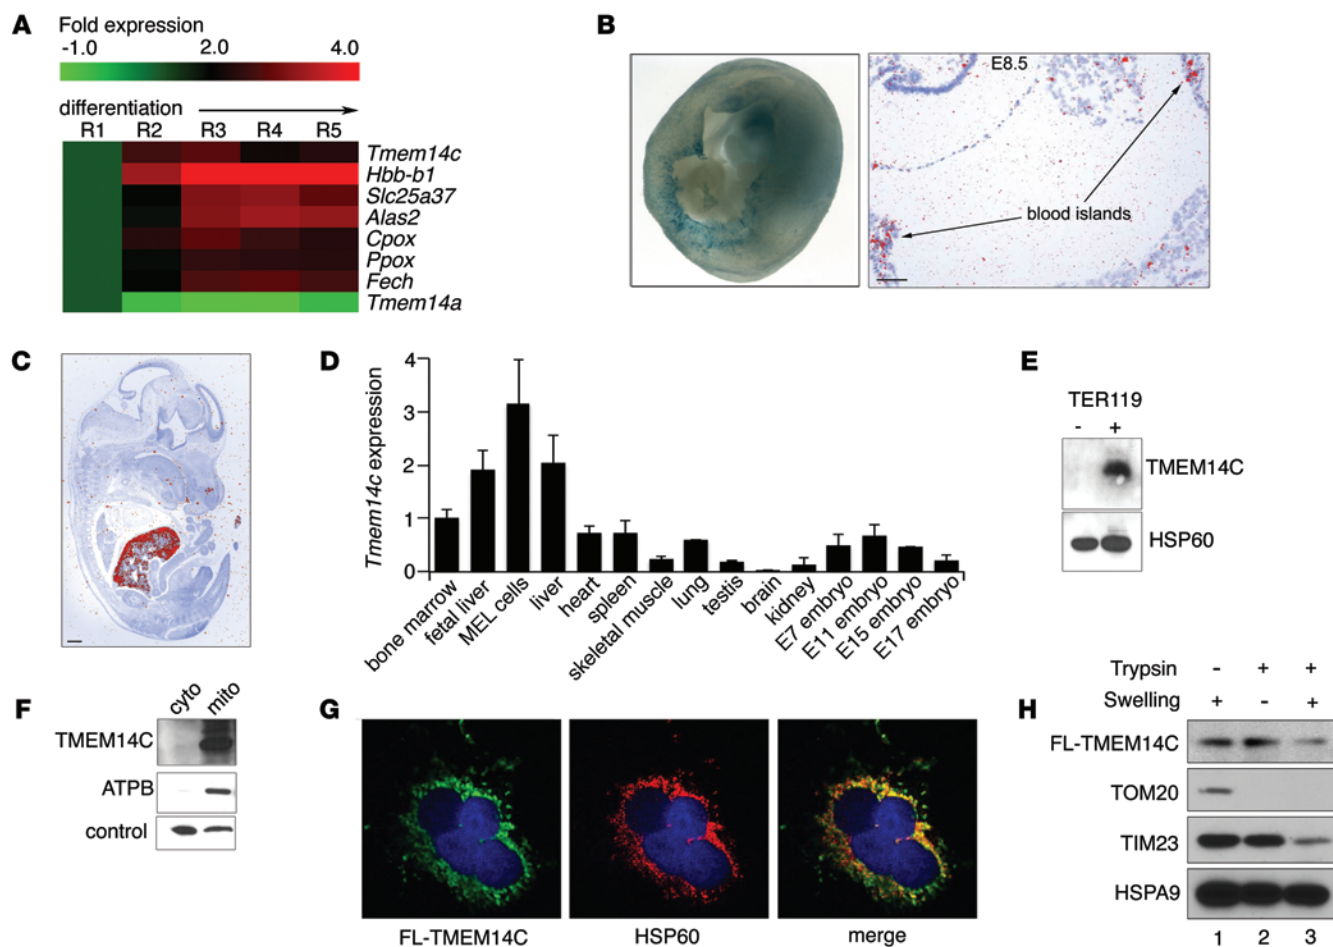 A
Fold expression
-1.0 2.0 4.0
differentiation
R1 R2 R3 R4 R5
Tmem14c
Hbb-b1
Slc25a37
Alas2
Cpox
Ppox
Fech
Tmem14a
B
E8.5
blood islands
C
D
Tmem14c expression
4
3
2
1
0
bone marrow
fetal liver
MEL cells
liver
heart
spleen
skeletal muscle
lung
testis
brain
kidney
E7 embryo
E11 embryo
E15 embryo
E17 embryo
E
TER119
- +
TMEM14C
HSP60
F
cyto mito
TMEM14C
ATPB
control
G
FL-TMEM14C HSP60 merge
H
Trypsin - + +
Swelling + - +
FL-TMEM14C
TOM20
TIM23
HSPA9
1 2 3